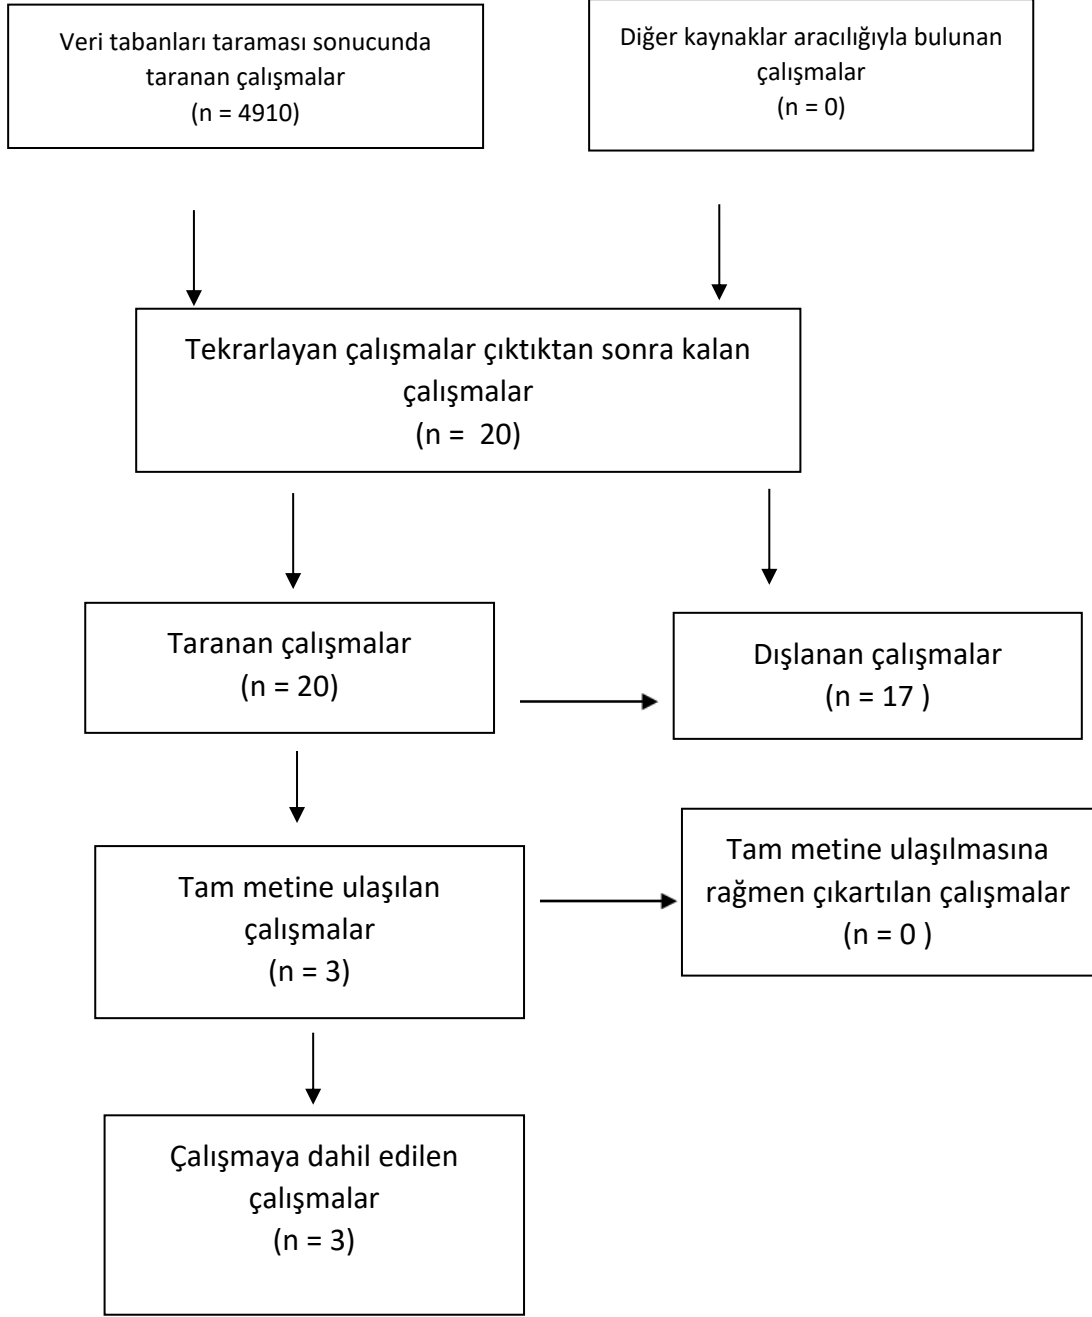 Veri tabanları taraması sonucunda
taranan çalışmalar
(n = 4910)
Diğer kaynaklar aracılığıyla bulunan
çalışmalar
(n = 0)
Tekrarlayan çalışmalar çıktıktan sonra kalan
çalışmalar
(n =  20)
Taranan çalışmalar
(n = 20)
Dışlanan çalışmalar
(n = 17 )
Tam metine ulaşılan
çalışmalar
(n = 3)
Tam metine ulaşılmasına
rağmen çıkartılan çalışmalar
(n = 0 )
Çalışmaya dahil edilen
çalışmalar
(n = 3)